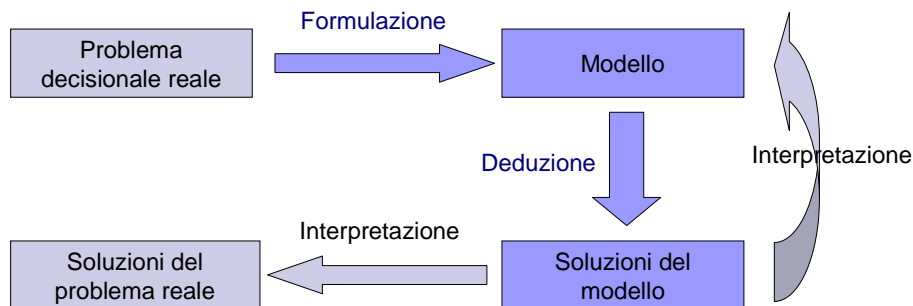 Formulazione
Problema
decisionale reale
Modello
Deduzione
Interpretazione
Interpretazione
Soluzioni del
problema reale
Soluzioni del
modello